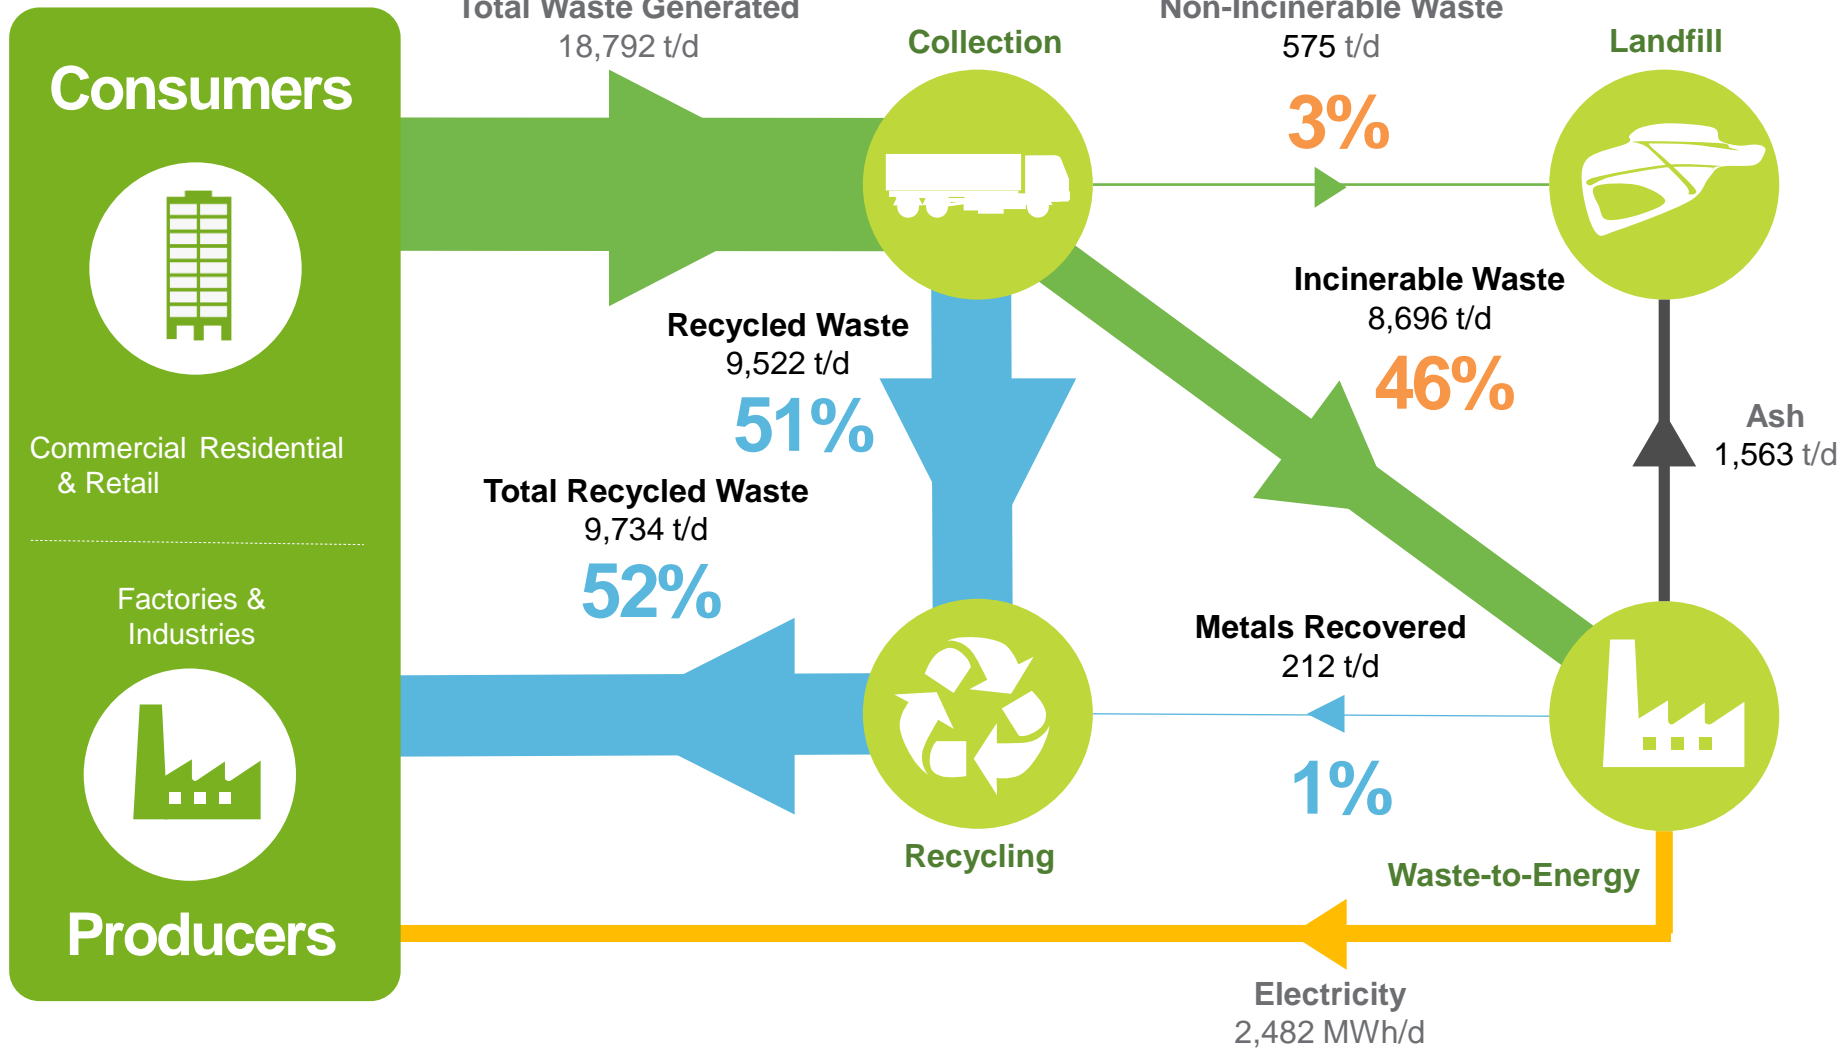 Total Waste Generated
18,792 t/d
Non-Incinerable Waste
575 t/d
3%
Collection
Landfill
Consumers
Commercial Residential
& Retail
Factories &
Industries
Producers
Recycled Waste
9,522 t/d
51%
Total Recycled Waste
9,734 t/d
52%
Incinerable Waste
8,696 t/d
46%
Ash
1,563 t/d
Metals Recovered
212 t/d
1%
Recycling
Waste-to-Energy
Electricity
2,482 MWh/d